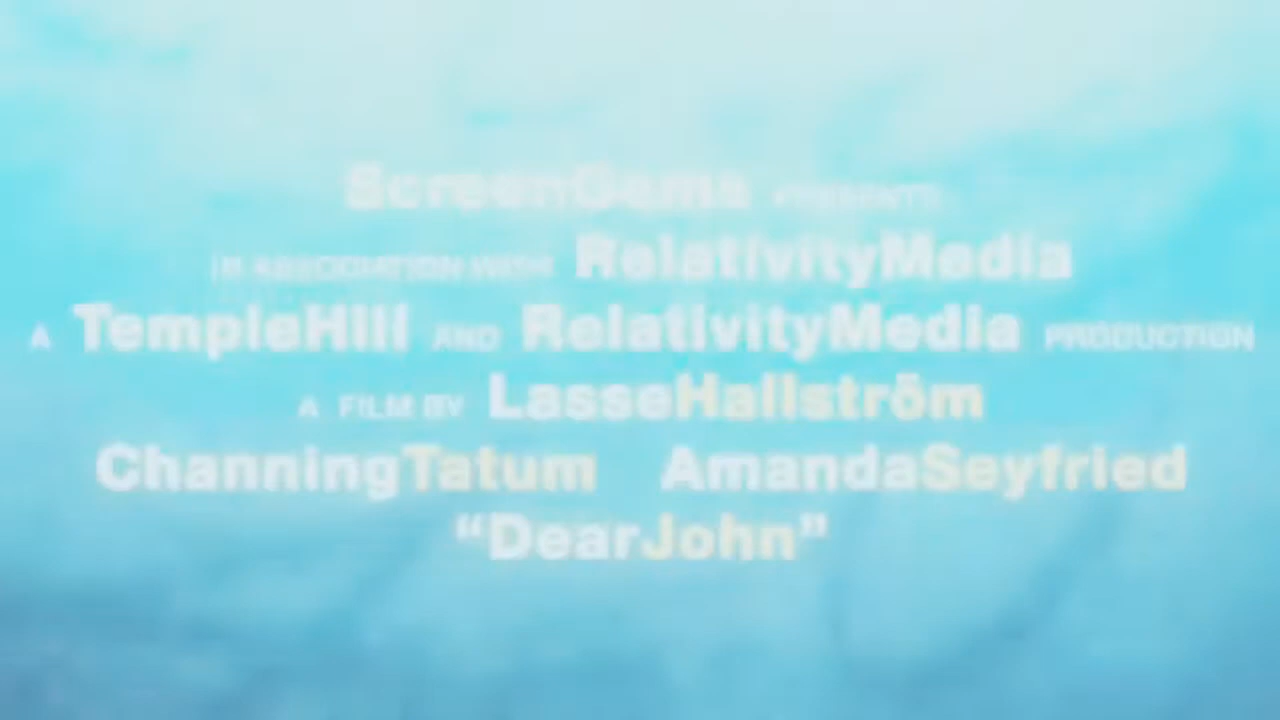 ScreenGems PRESENTS
IN ASSOCIATION WITH RelativityMedia
A TempleHill AND RelativityMedia PRODUCTION
A FILM BY LasseHallström
ChanningTatum AmandaSeyfried
“DearJohn”